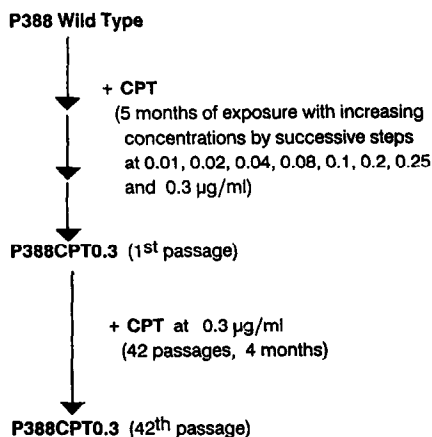 P388 Wild Type
+ CPT
(5 months of exposure with increasing
concentrations by successive steps
at 0.01, 0.02, 0.04, 0.08, 0.1, 0.2, 0.25
and 0.3 µg/ml)
P388CPT0.3 (1st passage)
+ CPT at 0.3 µg/ml
(42 passages, 4 months)
P388CPT0.3 (42th passage)